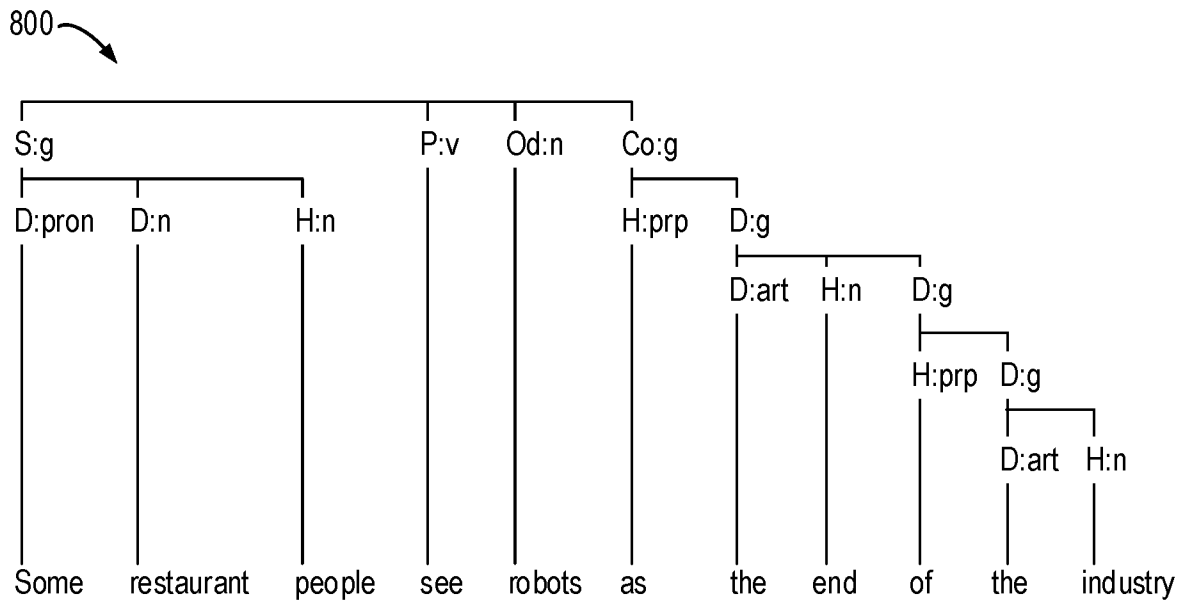 800
S:g P:v Od:n Co:g
D:pron D:n H:n H:prp D:g
D:art H:n D:g
H:prp D:g
D:art H:n
Some restaurant people see robots as the end of the industry